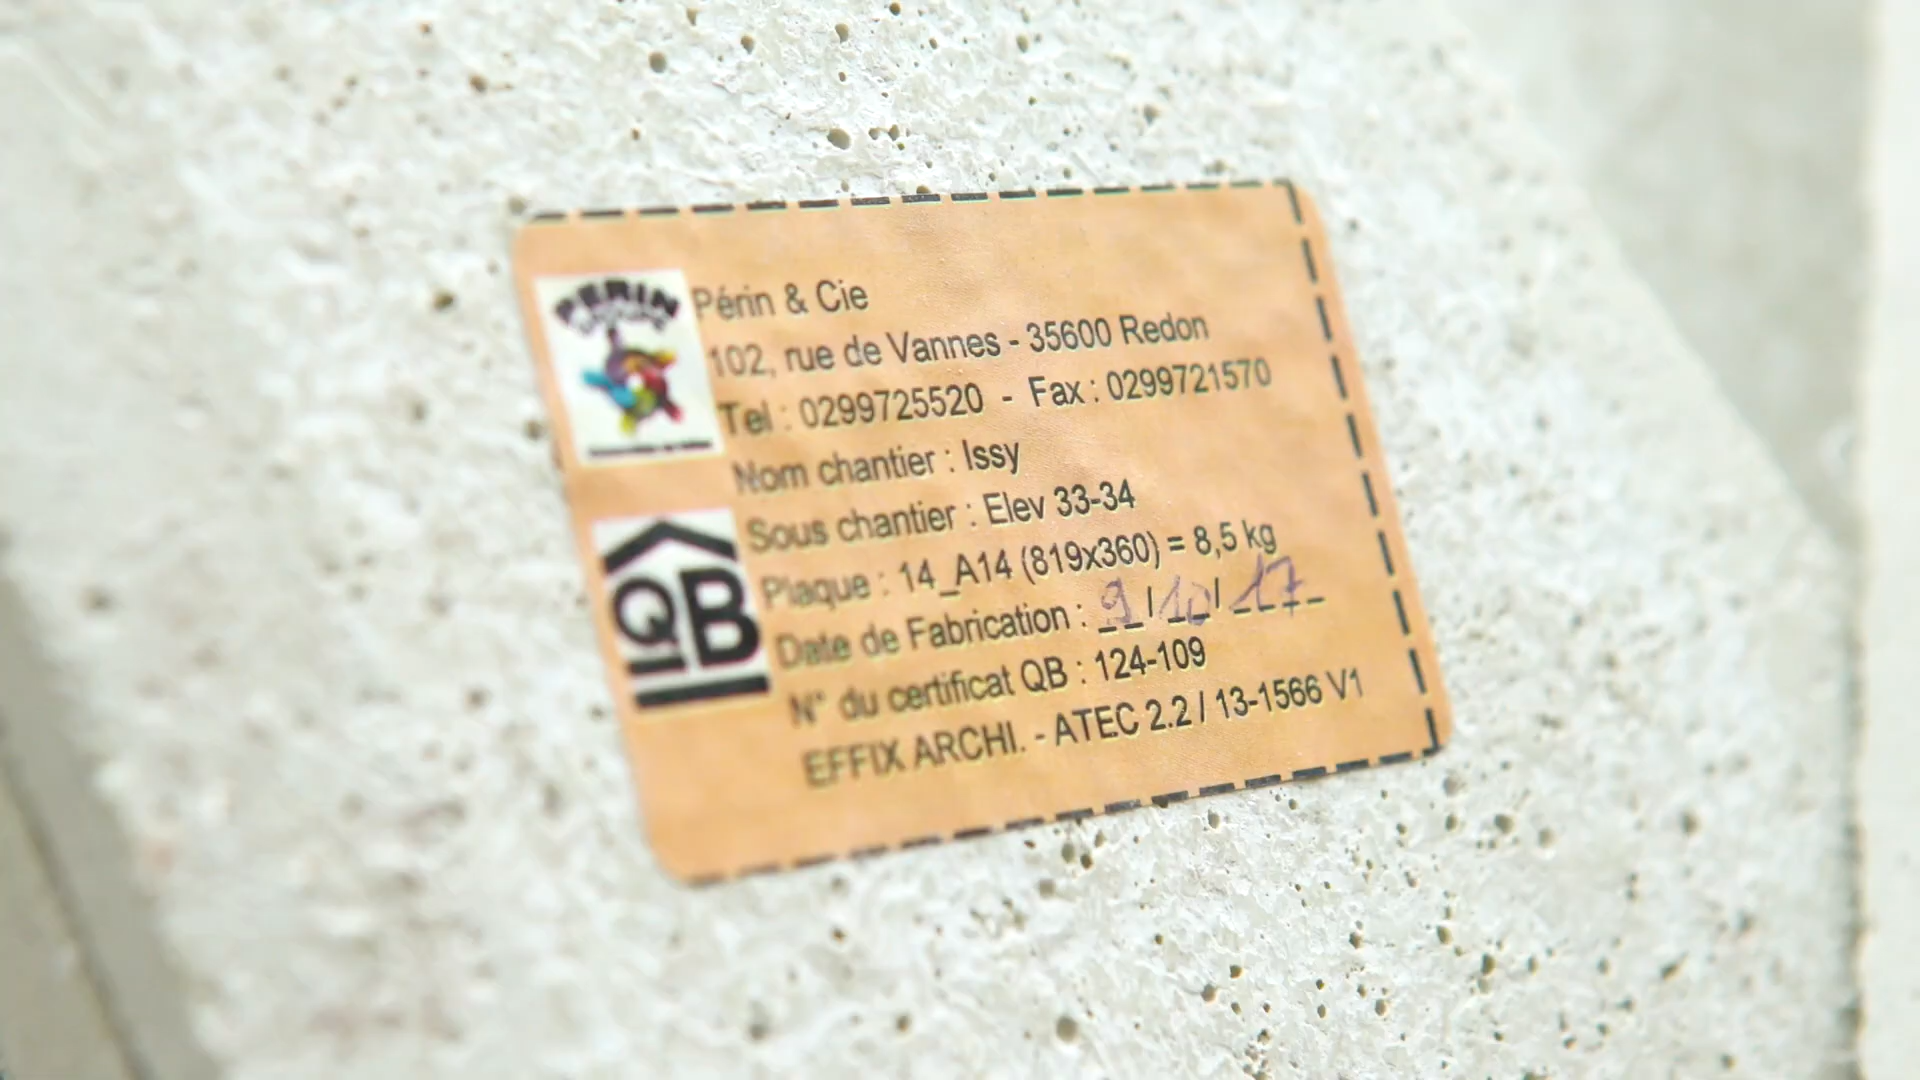 PERIN
Périn & Cie
102, rue de Vannes - 35600 Redon
Tel : 0299725520 - Fax : 0299721570
Nom chantier : Issy
Sous chantier : Elev 33-34
Plaque : 14_A14 (819x360) = 8,5 kg
Date de Fabrication : 9/10/17
N° du certificat QB : 124-109
EFFIX ARCHI. - ATEC 2.2 / 13-1566 V1
QB